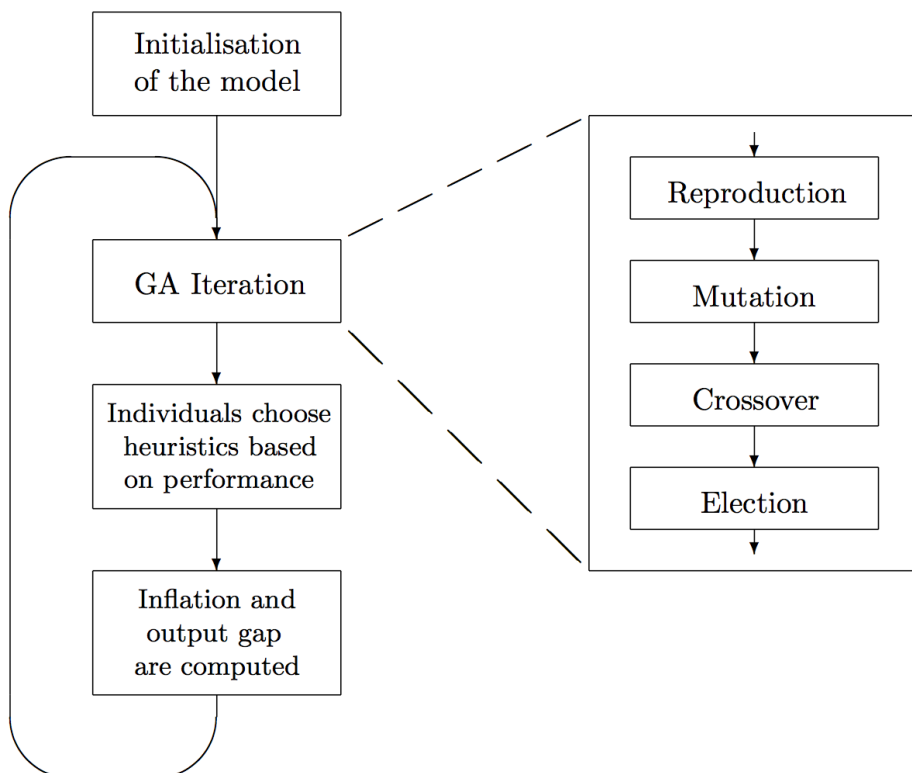 Initialisation
of the model
GA Iteration
Individuals choose
heuristics based
on performance
Inflation and
output gap
are computed
Reproduction
Mutation
Crossover
Election